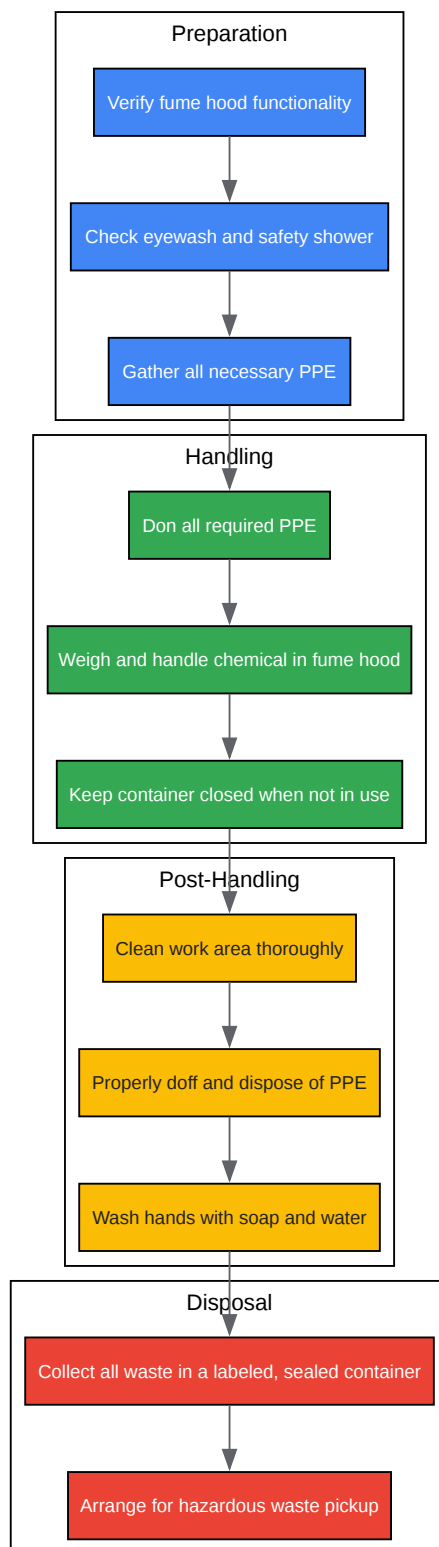 Preparation
Verify fume hood functionality
Check eyewash and safety shower
Gather all necessary PPE
Handling
Don all required PPE
Weigh and handle chemical in fume hood
Keep container closed when not in use
Post-Handling
Clean work area thoroughly
Properly doff and dispose of PPE
Wash hands with soap and water
Disposal
Collect all waste in a labeled, sealed container
Arrange for hazardous waste pickup